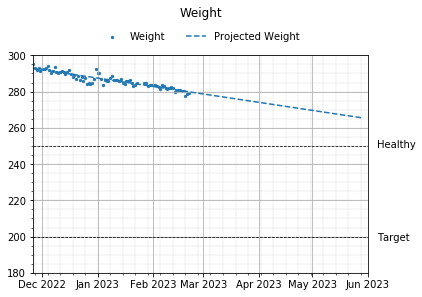 Weight
Weight Projected Weight
300
280
260
240
220
200
180
Healthy
Target
Dec 2022 Jan 2023 Feb 2023 Mar 2023 Apr 2023 May 2023 Jun 2023